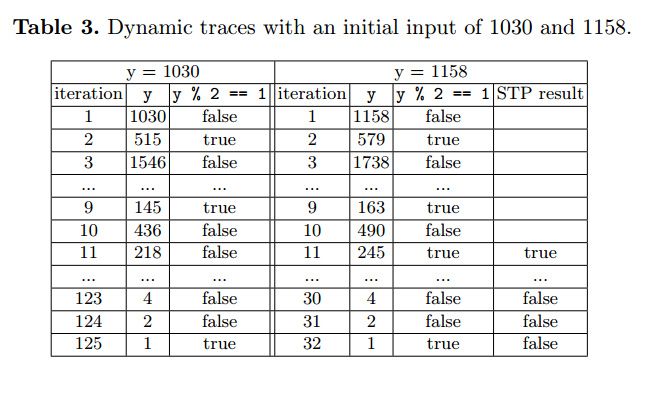 Table 3. Dynamic traces with an initial input of 1030 and 1158.
y = 1030 y = 1158
iteration y y % 2 == 1 iteration y y % 2 == 1 STP result
1 1030 false 1 1158 false
2 515 true 2 579 true
3 1546 false 3 1738 false
... ... ... ... ... ...
9 145 true 9 163 true
10 436 false 10 490 false
11 218 false 11 245 true true
... ... ... ... ... ... ...
123 4 false 30 4 false false
124 2 false 31 2 false false
125 1 true 32 1 true false